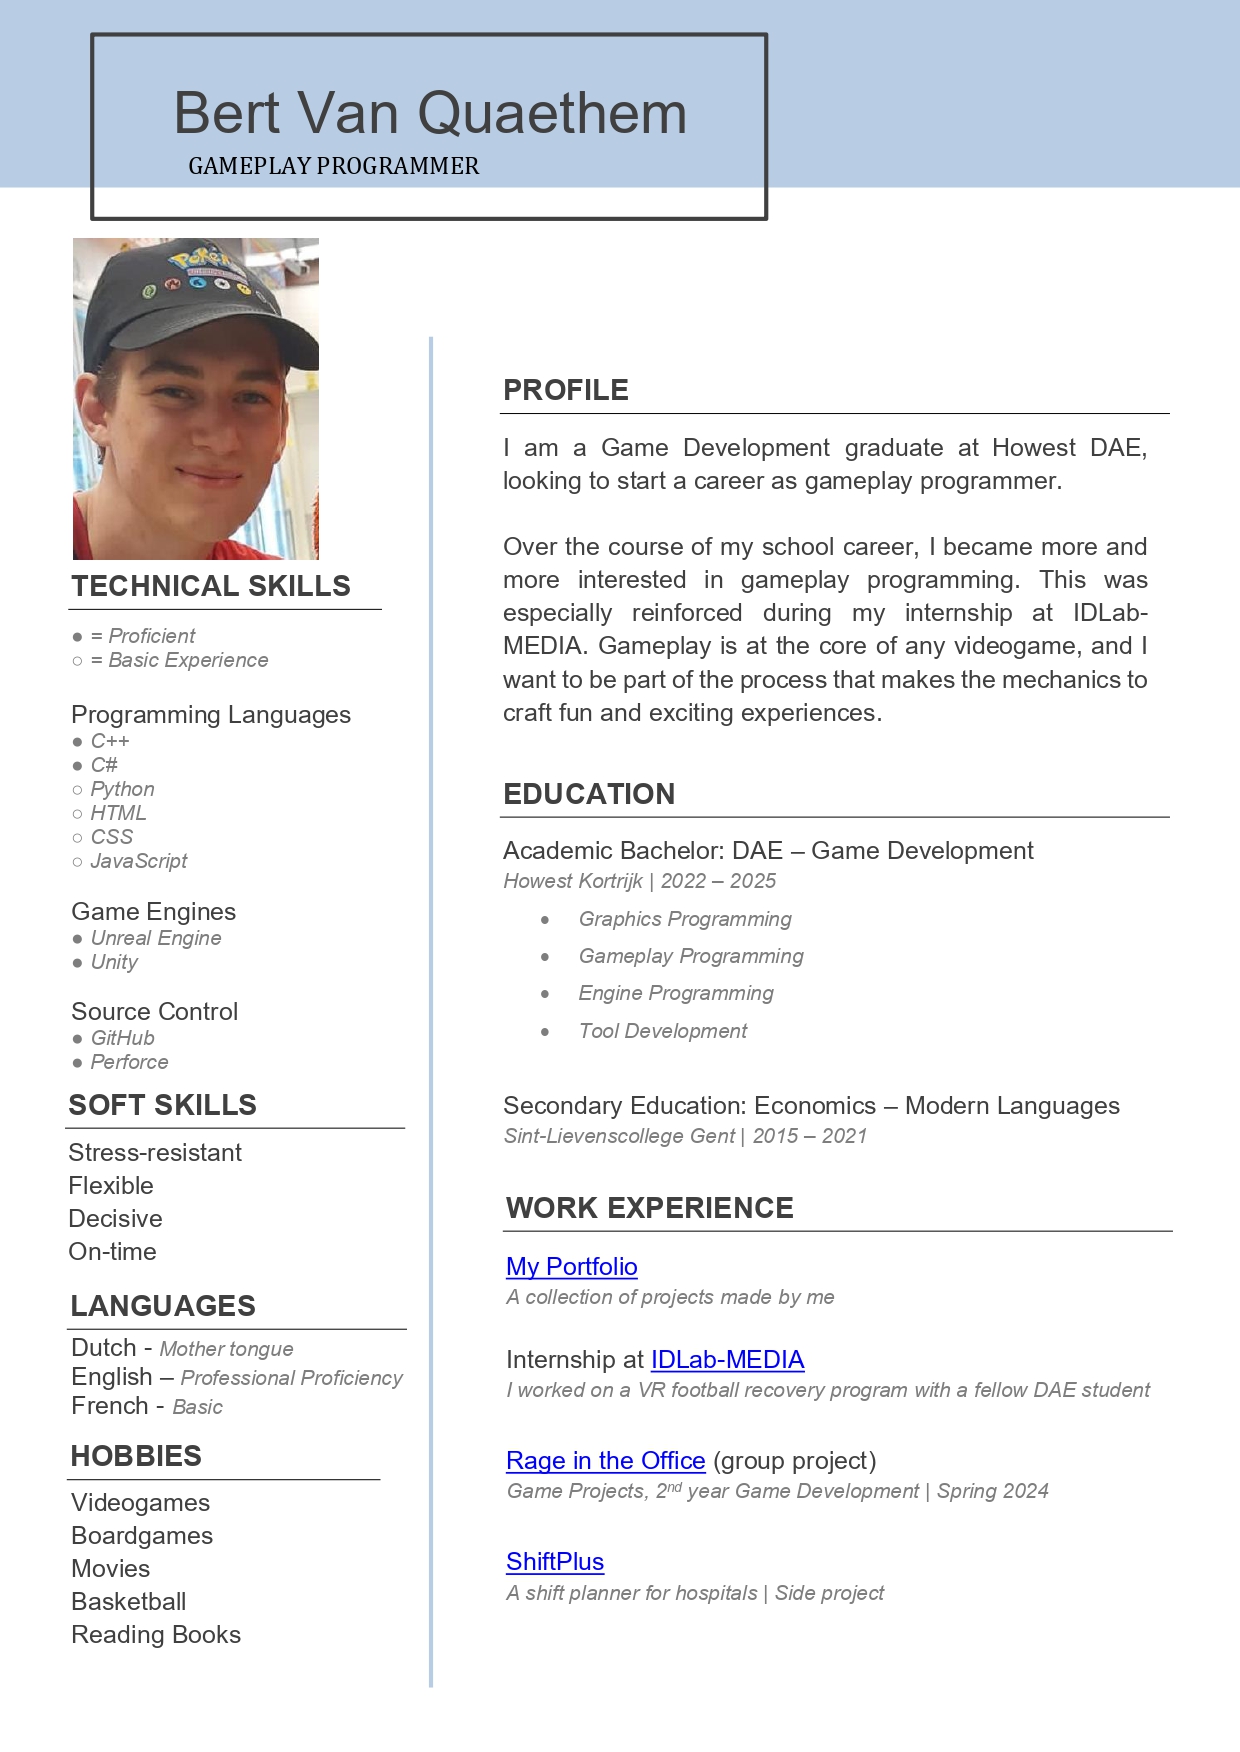 Bert Van Quaethem
GAMEPLAY PROGRAMMER
TECHNICAL SKILLS
● = Proficient
○ = Basic Experience
Programming Languages
● C++
● C#
○ Python
○ HTML
○ CSS
○ JavaScript
Game Engines
● Unreal Engine
● Unity
Source Control
● GitHub
● Perforce
SOFT SKILLS
Stress-resistant
Flexible
Decisive
On-time
LANGUAGES
Dutch - Mother tongue
English – Professional Proficiency
French - Basic
HOBBIES
Videogames
Boardgames
Movies
Basketball
Reading Books
PROFILE
I am a Game Development graduate at Howest DAE,
looking to start a career as gameplay programmer.
Over the course of my school career, I became more and
more interested in gameplay programming. This was
especially reinforced during my internship at IDLab-
MEDIA. Gameplay is at the core of any videogame, and I
want to be part of the process that makes the mechanics to
craft fun and exciting experiences.
EDUCATION
Academic Bachelor: DAE – Game Development
Howest Kortrijk | 2022 – 2025
• Graphics Programming
• Gameplay Programming
• Engine Programming
• Tool Development
Secondary Education: Economics – Modern Languages
Sint-Lievenscollege Gent | 2015 – 2021
WORK EXPERIENCE
My Portfolio
A collection of projects made by me
Internship at IDLab-MEDIA
I worked on a VR football recovery program with a fellow DAE student
Rage in the Office (group project)
Game Projects, 2nd year Game Development | Spring 2024
ShiftPlus
A shift planner for hospitals | Side project